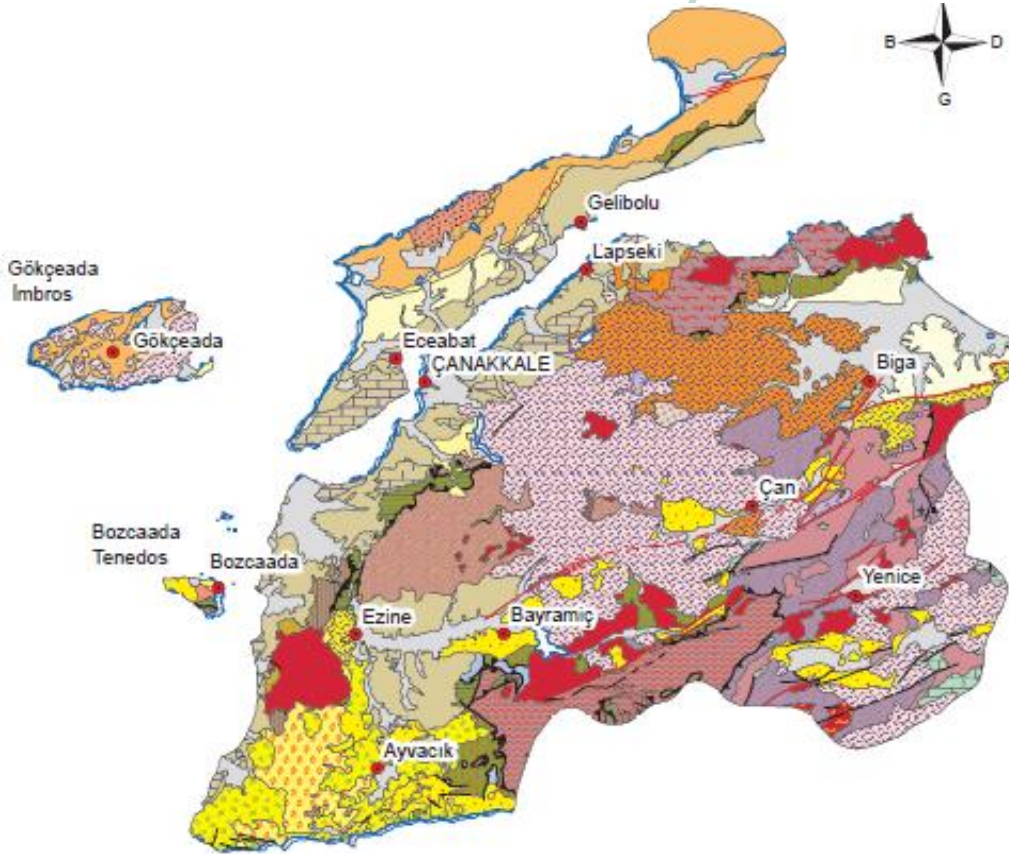 B
D
G
Gelibolu
Lapseki
Gökçeada
İmbros
Gökçeada
Eceabat
ÇANAKKALE
Biga
Çan
Bozcaada
Tenedos
Bozcaada
Yenice
Ezine
Bayramiç
Ayvacık